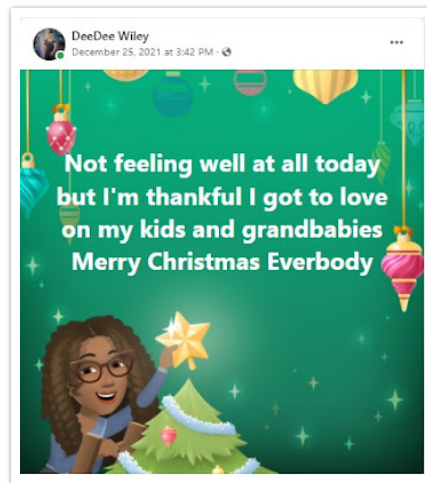 DeeDee Wiley
December 25, 2021 at 3:42 PM ·
Not feeling well at all today
but I'm thankful I got to love
on my kids and grandbabies
Merry Christmas Everbody